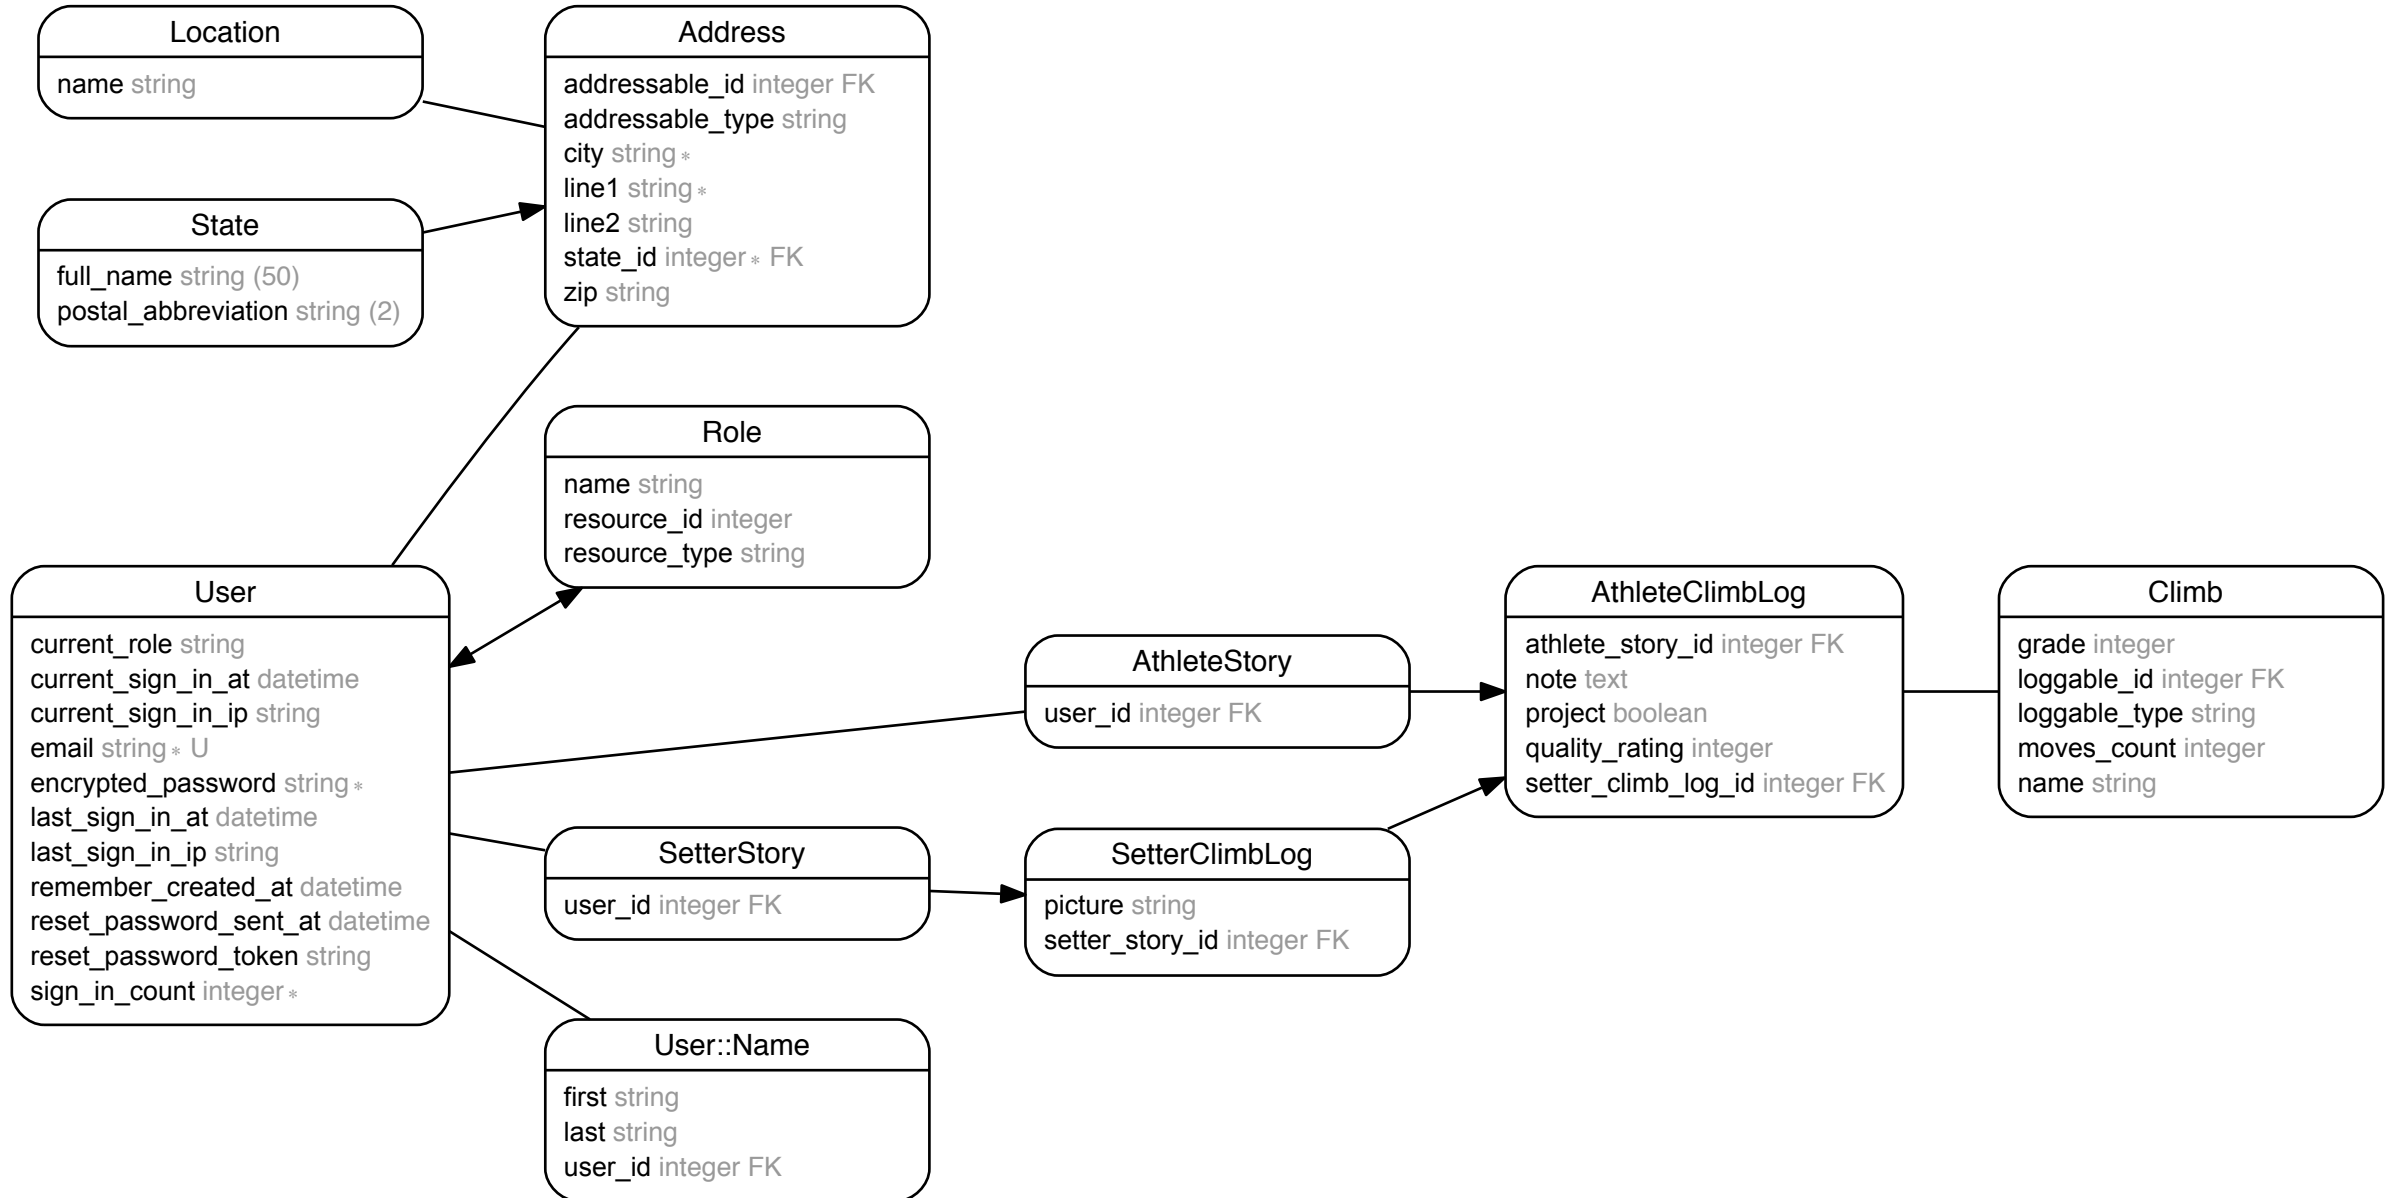 Location
name string
Address
addressable_id integer FK
addressable_type string
city string *
line1 string *
line2 string
state_id integer * FK
zip string
State
full_name string (50)
postal_abbreviation string (2)
Role
name string
resource_id integer
resource_type string
User
current_role string
current_sign_in_at datetime
current_sign_in_ip string
email string * U
encrypted_password string *
last_sign_in_at datetime
last_sign_in_ip string
remember_created_at datetime
reset_password_sent_at datetime
reset_password_token string
sign_in_count integer *
AthleteStory
user_id integer FK
AthleteClimbLog
athlete_story_id integer FK
note text
project boolean
quality_rating integer
setter_climb_log_id integer FK
Climb
grade integer
loggable_id integer FK
loggable_type string
moves_count integer
name string
SetterStory
user_id integer FK
SetterClimbLog
picture string
setter_story_id integer FK
User::Name
first string
last string
user_id integer FK